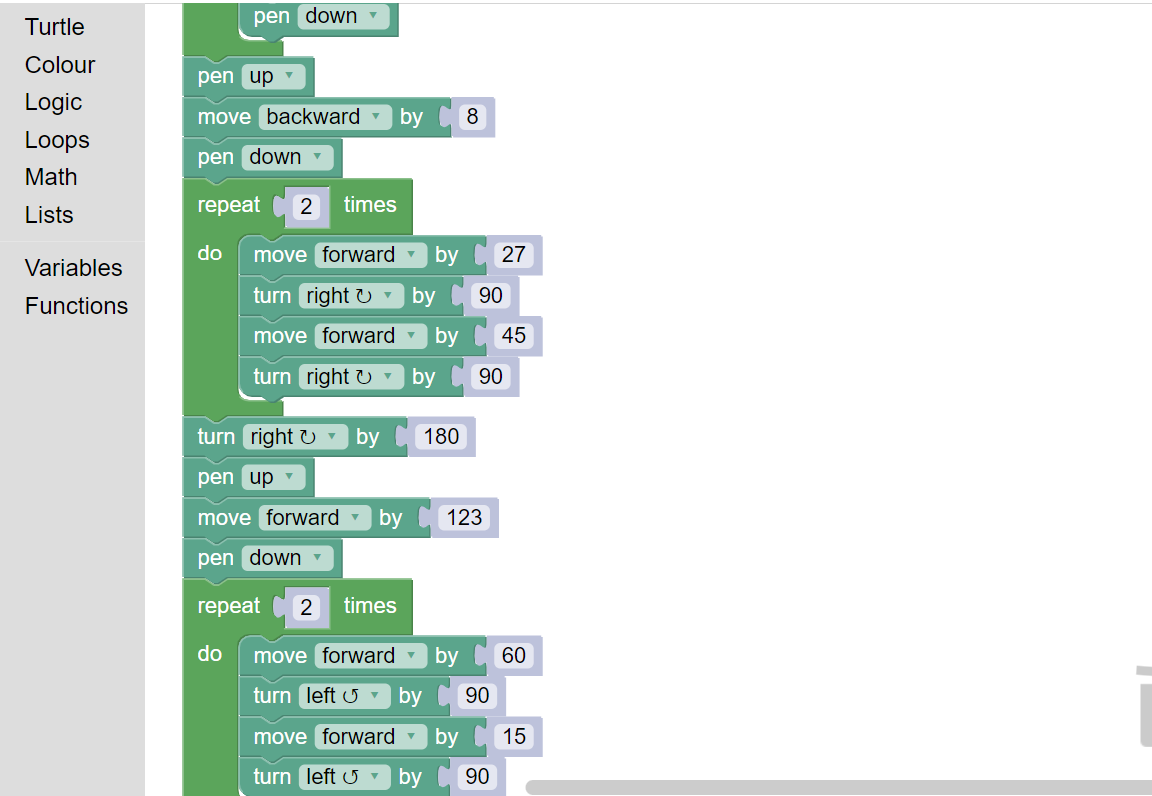 Turtle
Colour
Logic
Loops
Math
Lists
Variables
Functions
pen down
pen up
move backward by 8
pen down
repeat 2 times
do move forward by 27
turn right ↻ by 90
move forward by 45
turn right ↻ by 90
turn right ↻ by 180
pen up
move forward by 123
pen down
repeat 2 times
do move forward by 60
turn left ↺ by 90
move forward by 15
turn left ↺ by 90